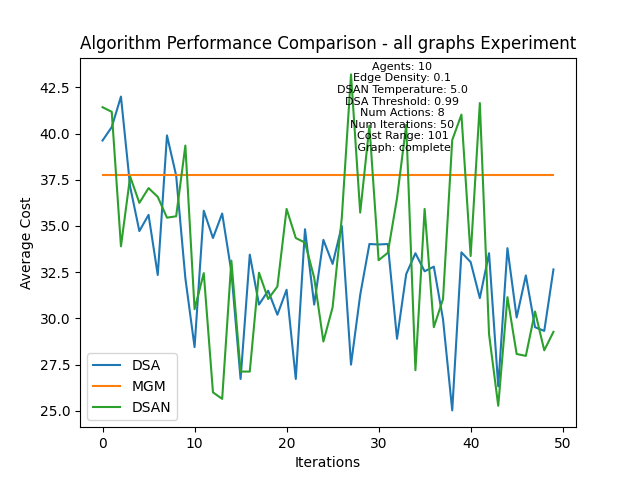 Algorithm Performance Comparison - all graphs Experiment
Agents: 10
Edge Density: 0.1
DSAN Temperature: 5.0
DSA Threshold: 0.99
Num Actions: 8
Num Iterations: 50
Cost Range: 101
Graph: complete
Average Cost
42.5
40.0
37.5
35.0
32.5
30.0
27.5
25.0
DSA
MGM
DSAN
0 10 20 30 40 50
Iterations